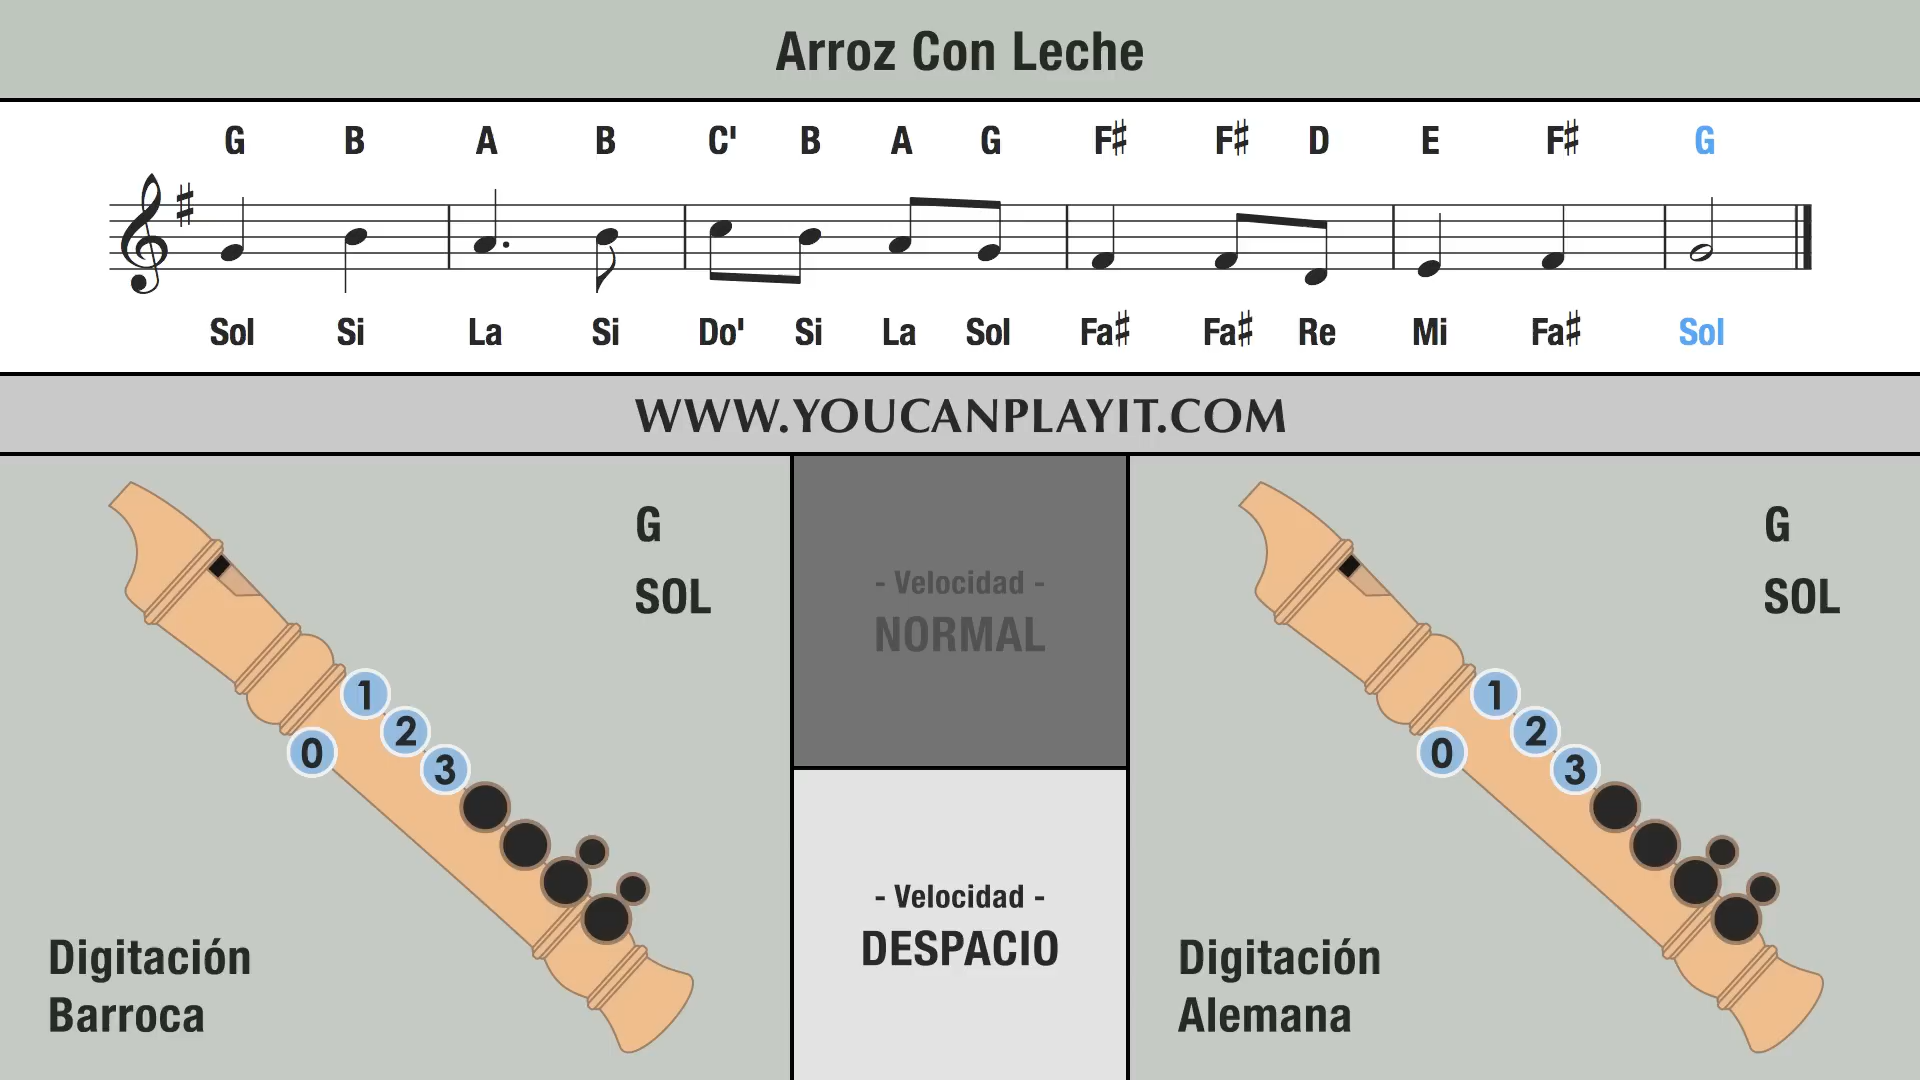 Arroz Con Leche
G B A B C' B A G F♯ F♯ D E F♯ G
Sol Si La Si Do' Si La Sol Fa♯ Fa♯ Re Mi Fa♯ Sol
WWW.YOUCANPLAYIT.COM
G
SOL
1
2
0
3
Digitación
Barroca
- Velocidad -
NORMAL
- Velocidad -
DESPACIO
G
SOL
1
2
0
3
Digitación
Alemana